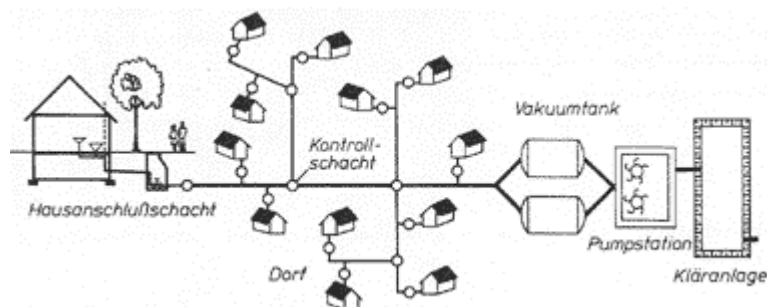 Vakuumtank
Kontroll-
schacht
Hausanschlußschacht
Dorf
Pumpstation
Kläranlage